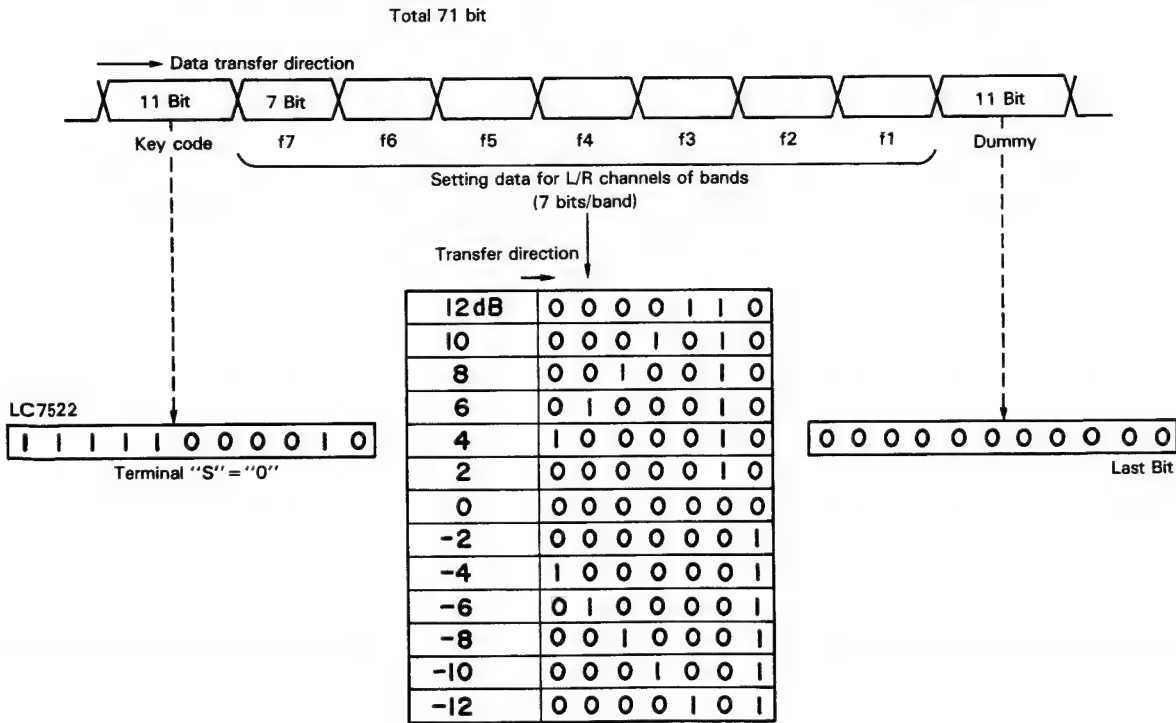 Total 71 bit
Data transfer direction
11 Bit 7 Bit 11 Bit
Key code f7 f6 f5 f4 f3 f2 f1 Dummy
Setting data for L/R channels of bands
(7 bits/band)
Transfer direction
12dB 0 0 0 0 1 1 0
10 0 0 0 1 0 1 0
8 0 0 1 0 0 1 0
6 0 1 0 0 0 1 0
4 1 0 0 0 0 1 0
2 0 0 0 0 0 1 0
0 0 0 0 0 0 0 0
-2 0 0 0 0 0 0 1
-4 1 0 0 0 0 0 1
-6 0 1 0 0 0 0 1
-8 0 0 1 0 0 0 1
-10 0 0 0 1 0 0 1
-12 0 0 0 0 1 0 1
LC7522
1 1 1 1 1 0 0 0 0 1 0
Terminal "S" = "0"
0 0 0 0 0 0 0 0 0 0 0
Last Bit